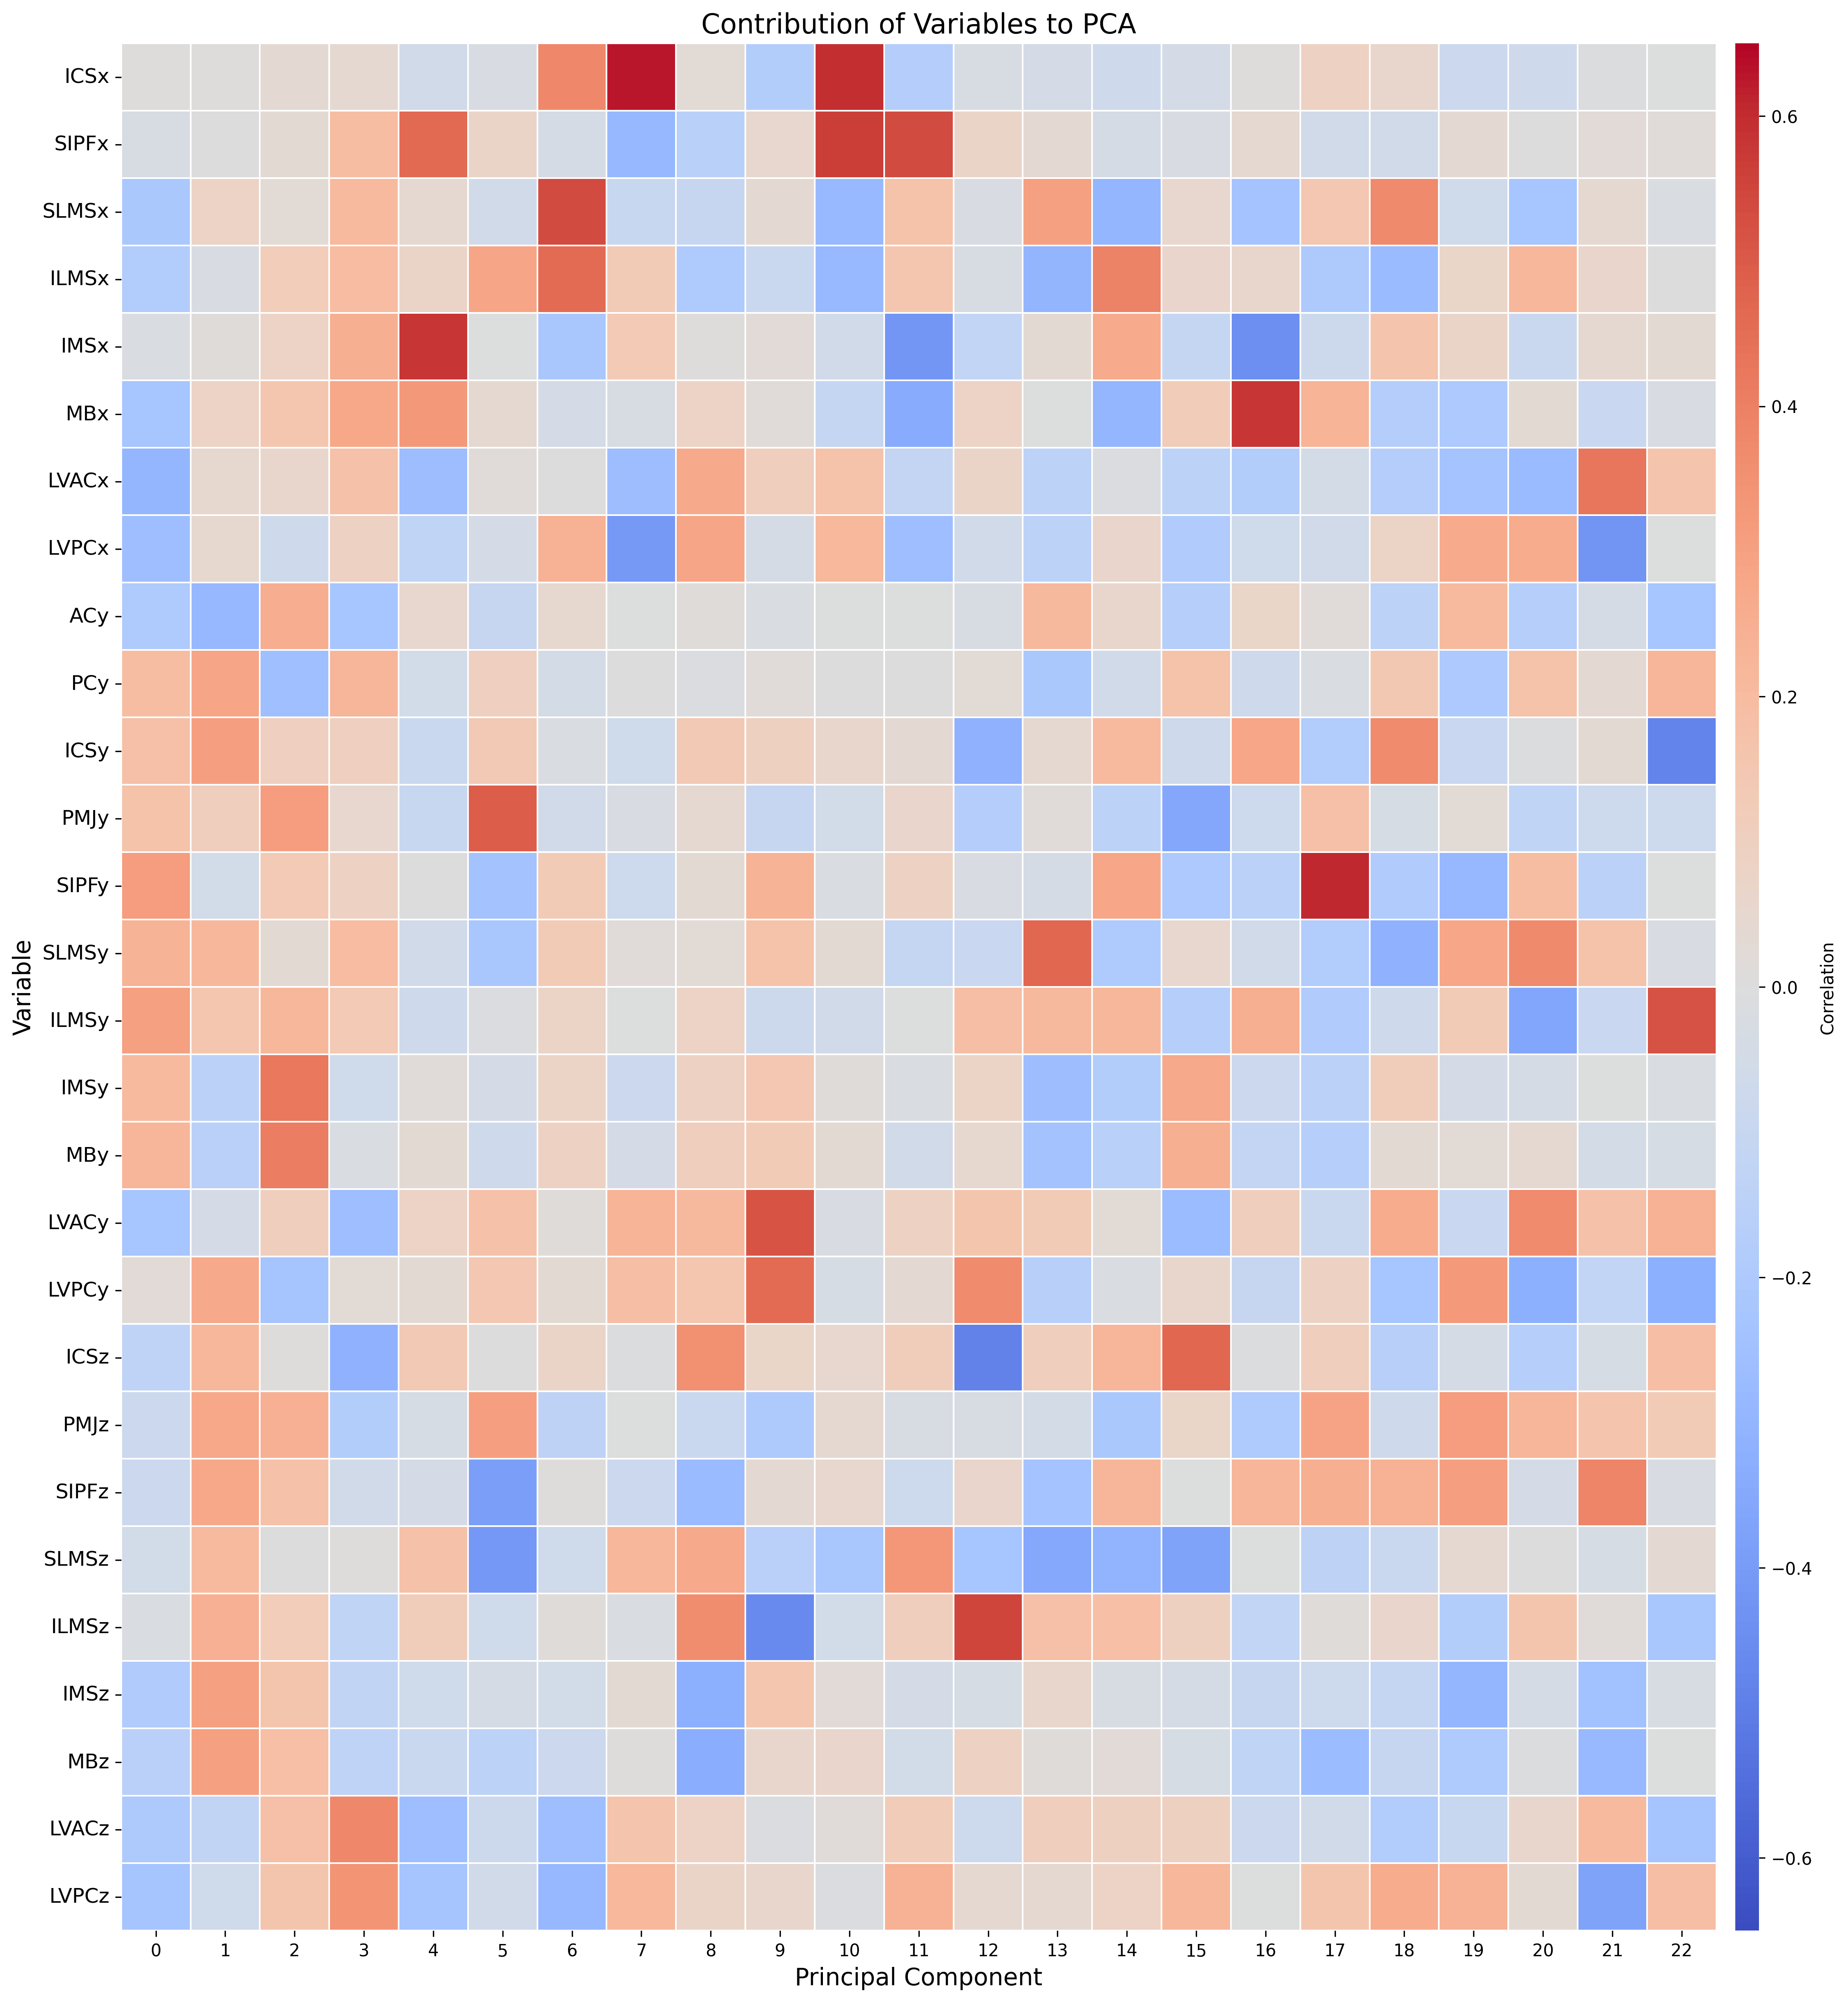 Contribution of Variables to PCA
ICSx
SIPFx
SLMSx
ILMSx
IMSx
MBx
LVACx
LVPCx
ACy
PCy
ICSy
PMJy
SIPFy
SLMSy
ILMSy
IMSy
MBy
LVACy
LVPCy
ICSz
PMJz
SIPFz
SLMSz
ILMSz
IMSz
MBz
LVACz
LVPCz
Variable
0 1 2 3 4 5 6 7 8 9 10 11 12 13 14 15 16 17 18 19 20 21 22
Principal Component
0.6
0.4
0.2
0.0
−0.2
−0.4
−0.6
Correlation